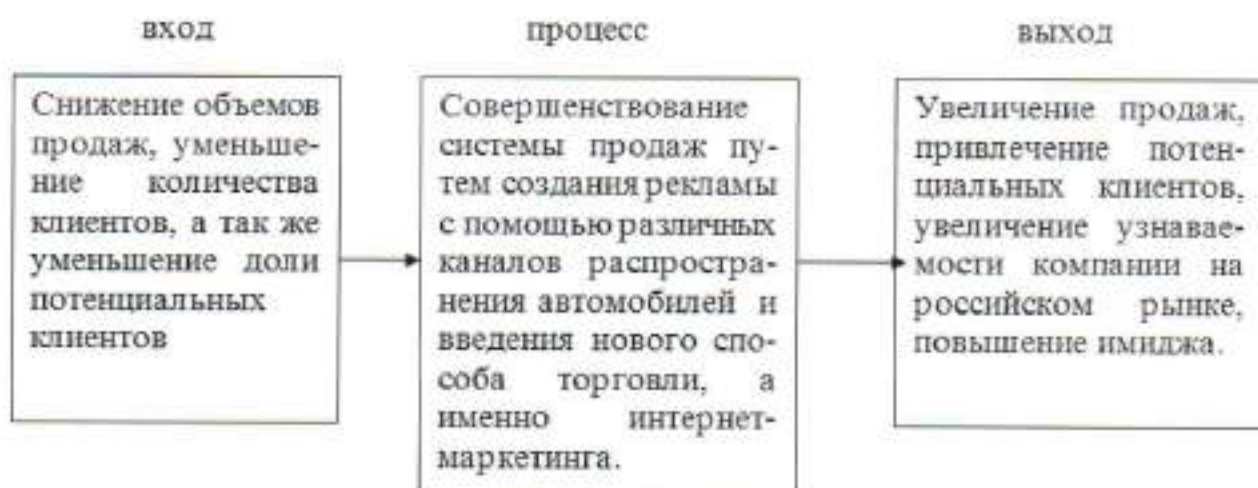 вход
Снижение объемов
продаж, уменьше-
ние количества
клиентов, а так же
уменьшение доли
потенциальных
клиентов
процесс
Совершенствование
системы продаж пу-
тем создания рекламы
с помощью различных
каналов распростра-
нения автомобилей и
введения нового спо-
соба торговли, а
именно интернет-
маркетинга.
выход
Увеличение продаж,
привлечение потен-
циальных клиентов,
увеличение узнавае-
мости компании на
российском рынке,
повышение имиджа.